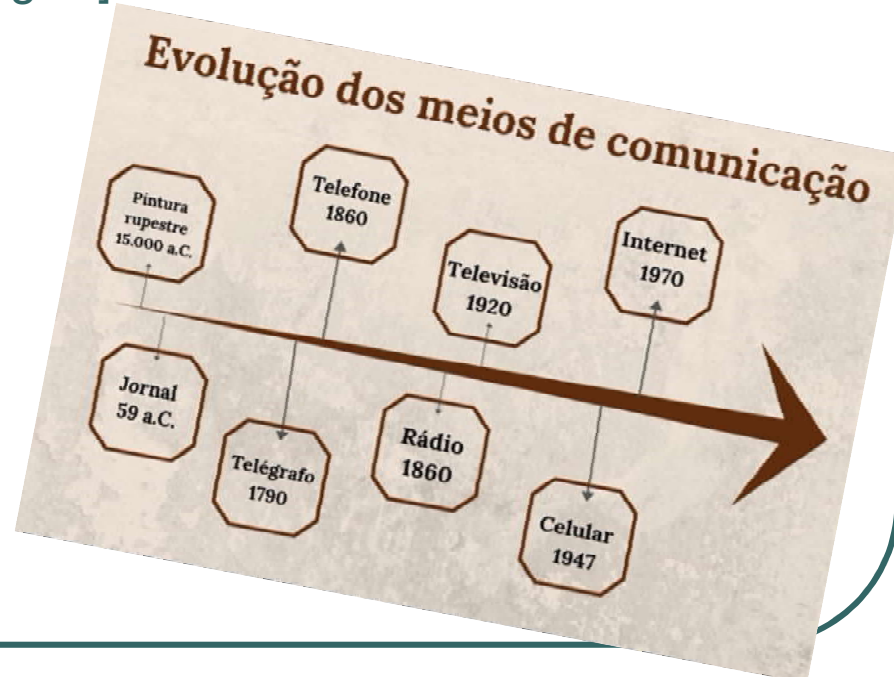 Evolução dos meios de comunicação
Pintura
rupestre
15.000 a.C.
Jornal
59 a.C.
Telégrafo
1790
Telefone
1860
Rádio
1860
Televisão
1920
Celular
1947
Internet
1970